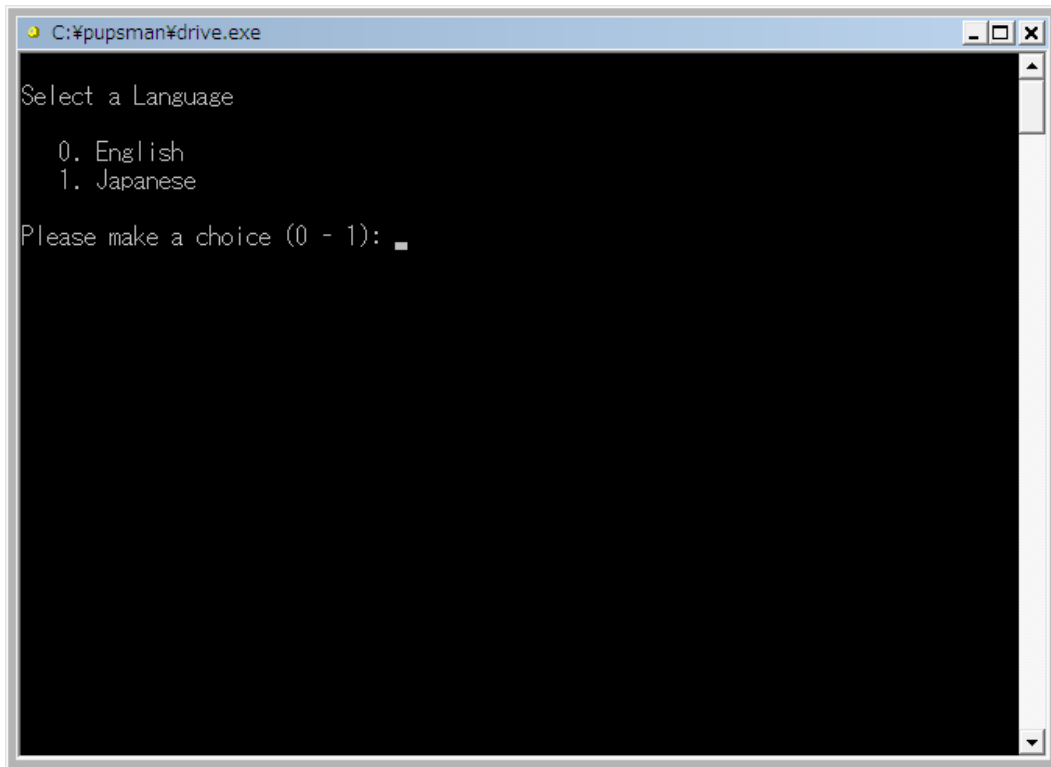 C:¥pupsman¥drive.exe
Select a Language
0. English
1. Japanese
Please make a choice (0 - 1):